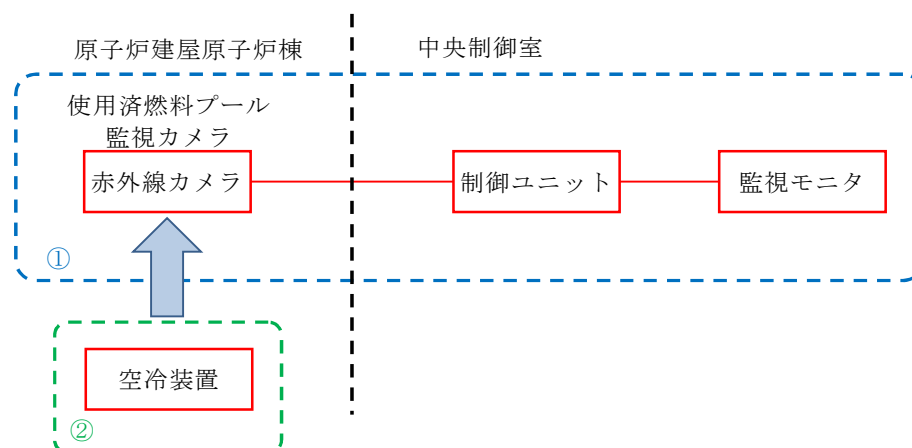 原子炉建屋原子炉棟
中央制御室
使用済燃料プール
監視カメラ
赤外線カメラ
制御ユニット
監視モニタ
①
空冷装置
②